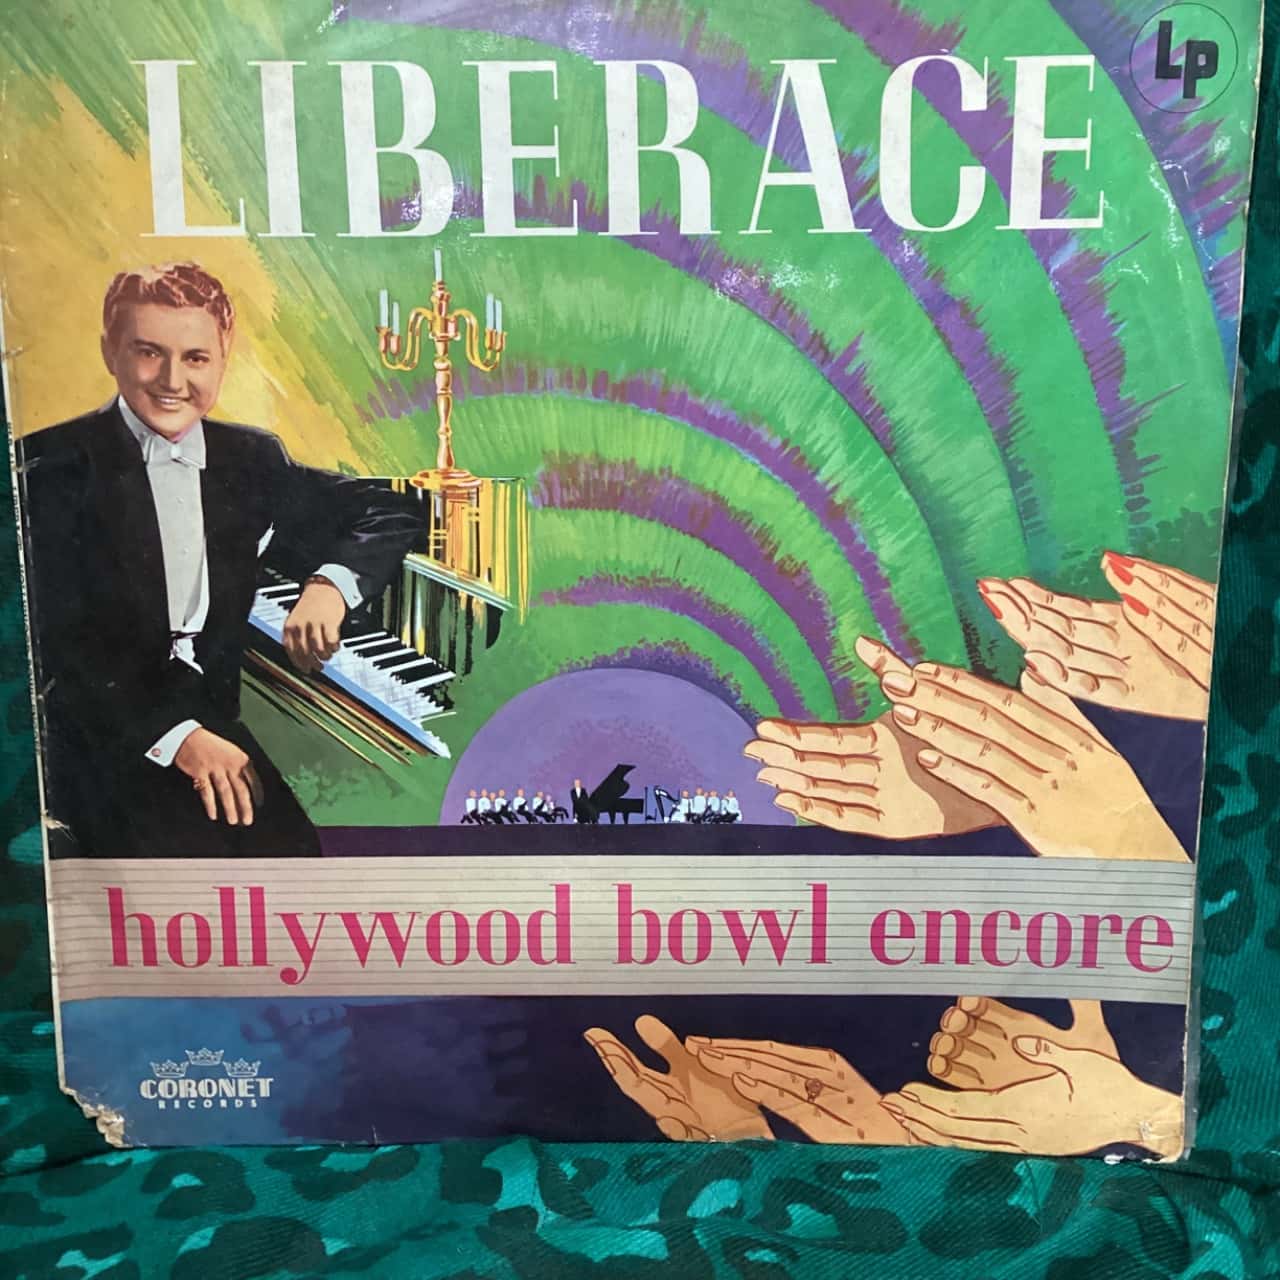 LP
LIBERACE
hollywood bowl encore
CORONET
RECORDS